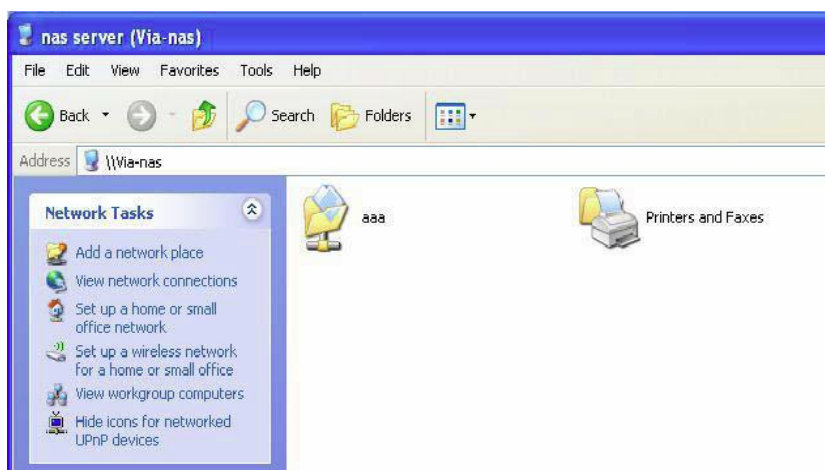 nas server (Via-nas)
File Edit View Favorites Tools Help
Back Search Folders
Address \\Via-nas
Network Tasks
Add a network place
View network connections
Set up a home or small
office network
Set up a wireless network
for a home or small office
View workgroup computers
Hide icons for networked
UPnP devices
aaa
Printers and Faxes